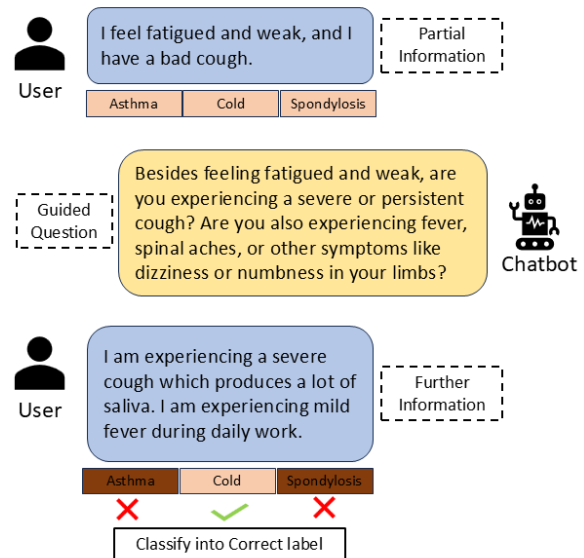 I feel fatigued and weak, and I
have a bad cough.
Partial
Information
User
Asthma
Cold
Spondylosis
Guided
Question
Besides feeling fatigued and weak, are
you experiencing a severe or persistent
cough? Are you also experiencing fever,
spinal aches, or other symptoms like
dizziness or numbness in your limbs?
Chatbot
I am experiencing a severe
cough which produces a lot of
saliva. I am experiencing mild
fever during daily work.
User
Further
Information
Asthma
Cold
Spondylosis
Classify into Correct label